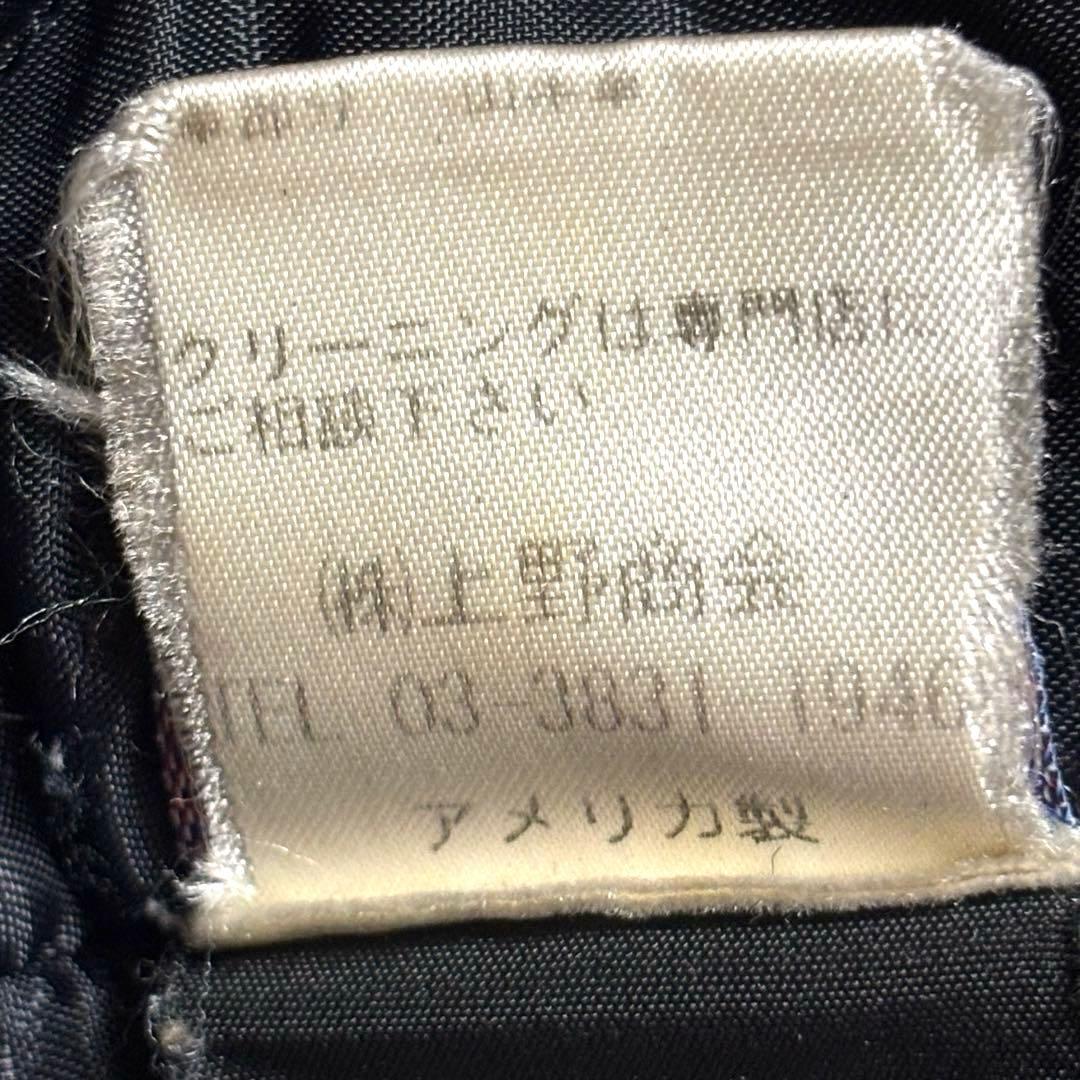 クリーニングは専門店に
ご相談下さい
(株)上野商会
TEL 03-3831-1940
アメリカ製